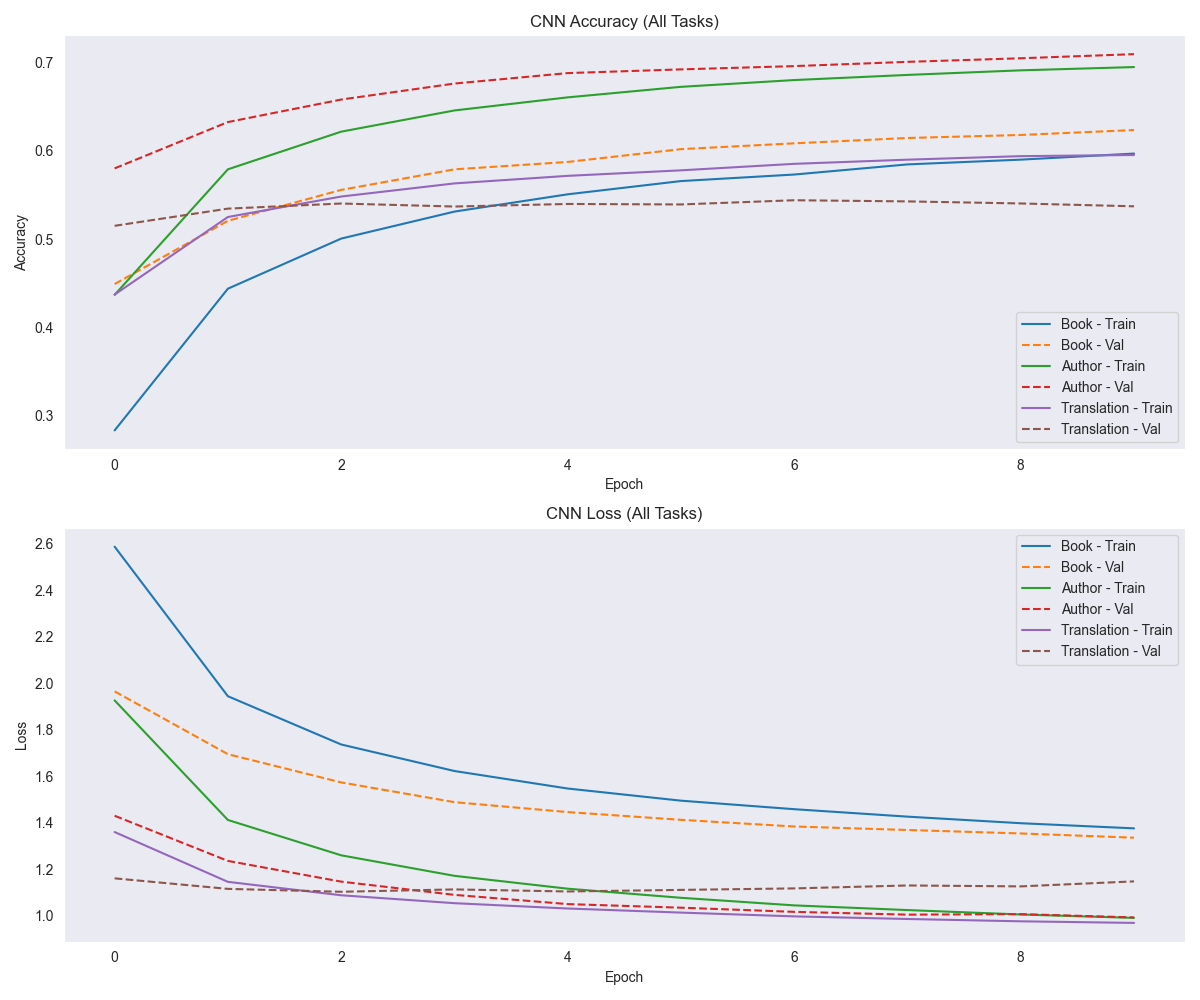 CNN Accuracy (All Tasks)
0.7
0.6
0.5
0.4
0.3
Accuracy
Book - Train
Book - Val
Author - Train
Author - Val
Translation - Train
Translation - Val
0 2 4 6 8
Epoch
CNN Loss (All Tasks)
2.6
2.4
2.2
2.0
1.8
1.6
1.4
1.2
1.0
Loss
Book - Train
Book - Val
Author - Train
Author - Val
Translation - Train
Translation - Val
0 2 4 6 8
Epoch